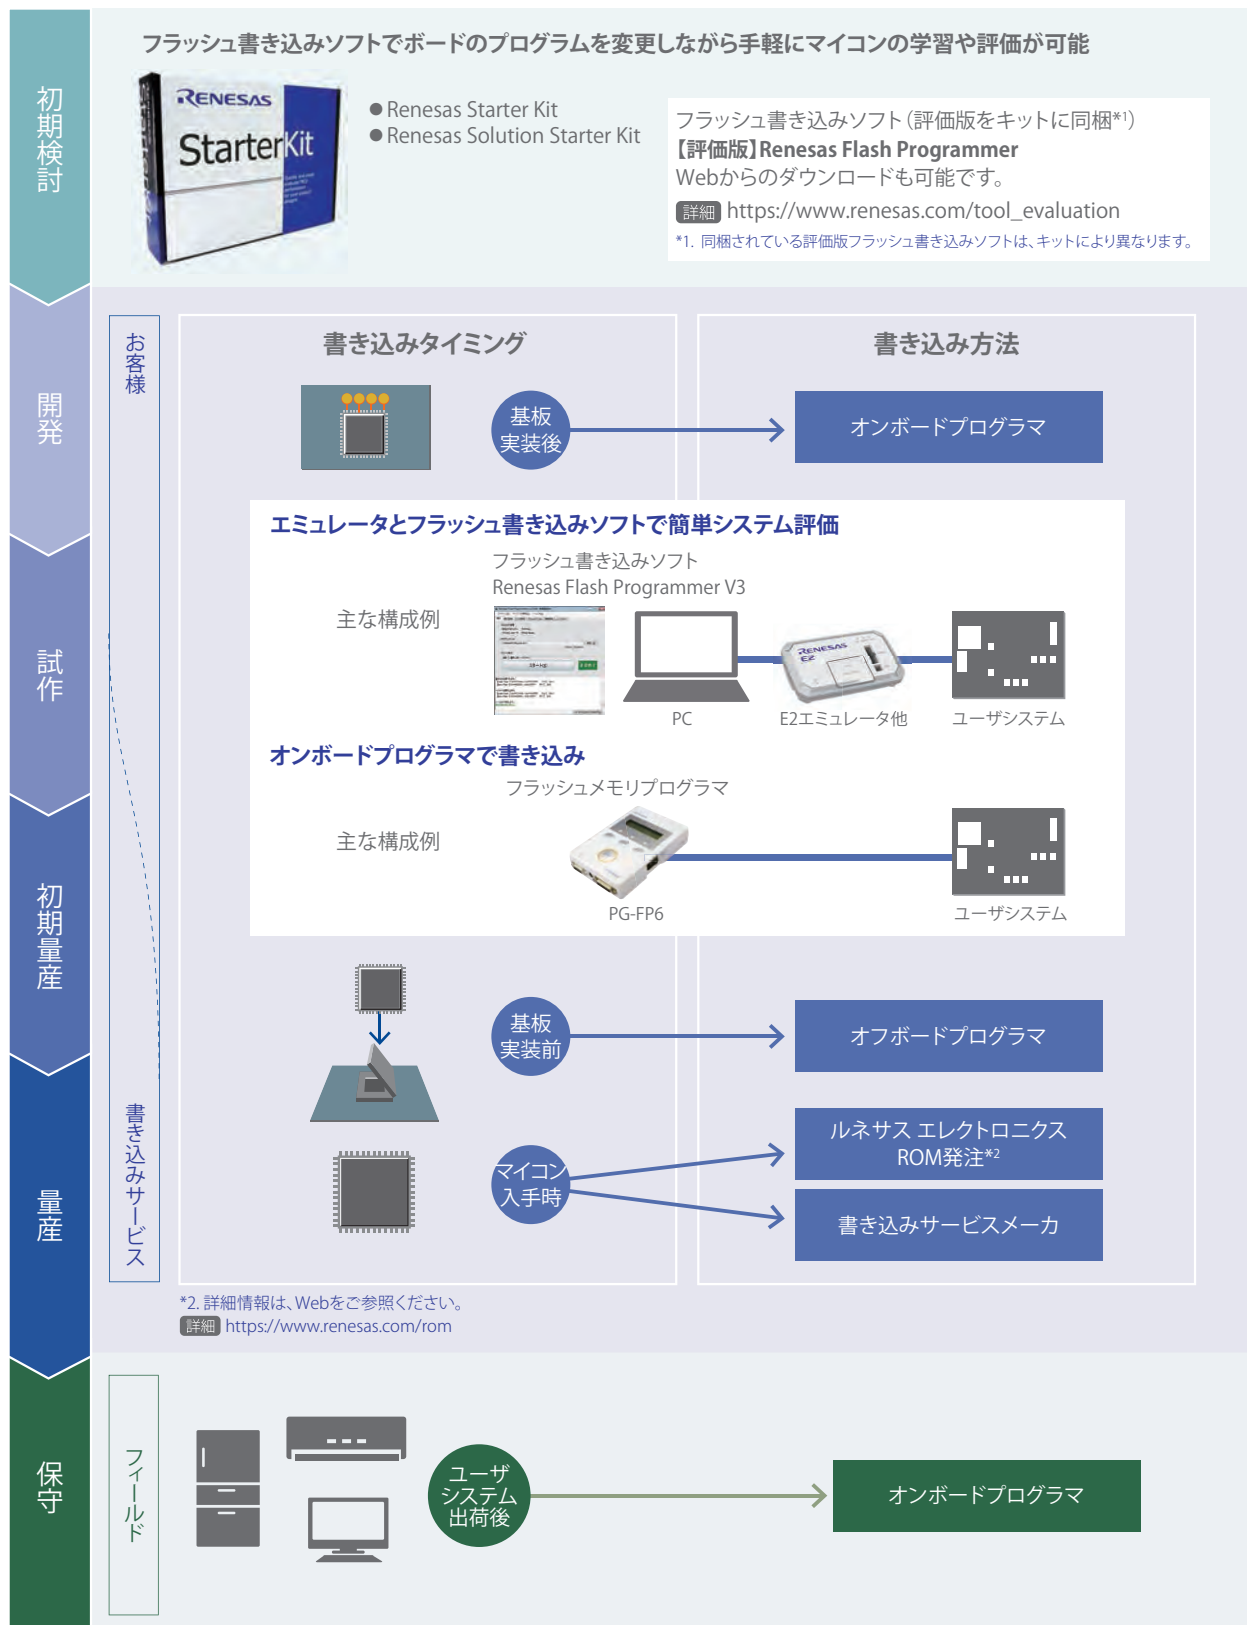 フラッシュ書き込みソフトでボードのプログラムを変更しながら手軽にマイコンの学習や評価が可能
初期検討
RENESAS
StarterKit
●Renesas Starter Kit
●Renesas Solution Starter Kit
フラッシュ書き込みソフト（評価版をキットに同梱*1）
【評価版】Renesas Flash Programmer
Webからのダウンロードも可能です。
詳細 https://www.renesas.com/tool_evaluation
*1. 同梱されている評価版フラッシュ書き込みソフトは、キットにより異なります。
開発
お客様
書き込みタイミング
書き込み方法
基板
実装後
オンボードプログラマ
エミュレータとフラッシュ書き込みソフトで簡単システム評価
フラッシュ書き込みソフト
Renesas Flash Programmer V3
主な構成例
RENESAS
E2
PC
E2エミュレータ他
ユーザシステム
試作
オンボードプログラマで書き込み
フラッシュメモリプログラマ
主な構成例
PG-FP6
ユーザシステム
初期量産
基板
実装前
オフボードプログラマ
量産
書き込みサービス
マイコン
入手時
ルネサス エレクトロニクス
ROM発注*2
書き込みサービスメーカ
*2. 詳細情報は、Webをご参照ください。
詳細 https://www.renesas.com/rom
保守
フィールド
ユーザ
システム
出荷後
オンボードプログラマ